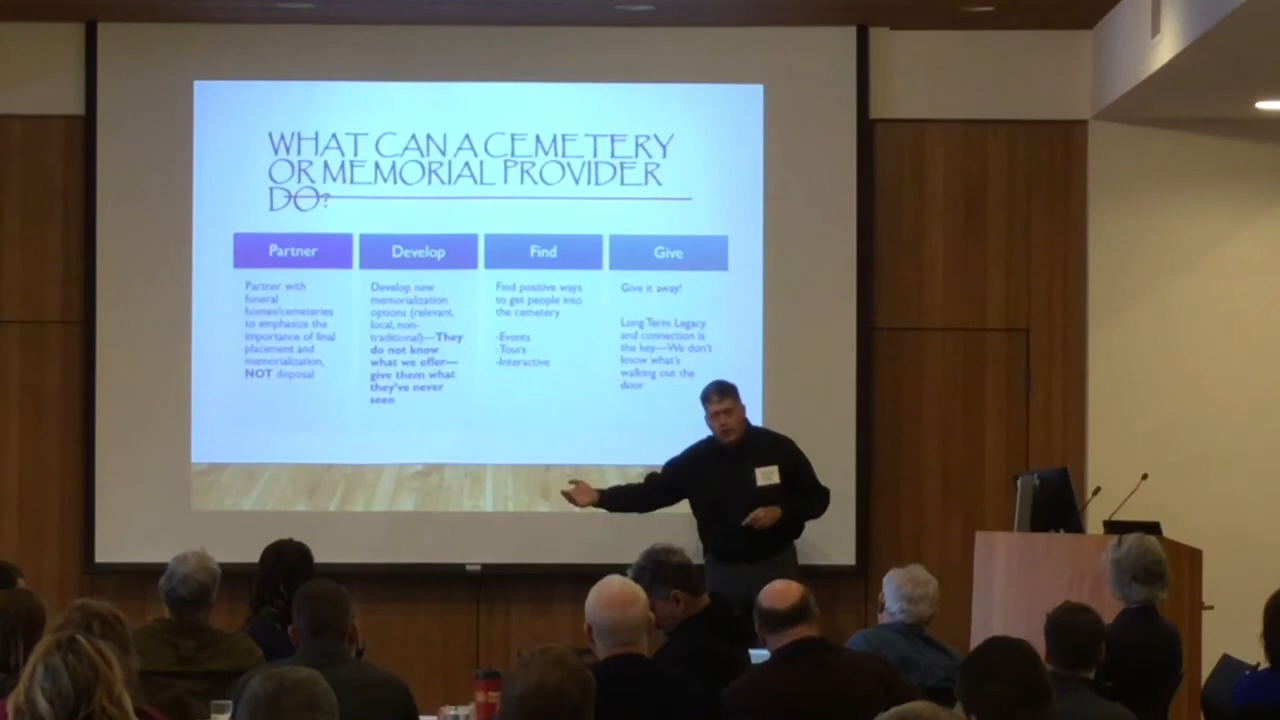 WHAT CAN A CEMETERY
OR MEMORIAL PROVIDER
DO?
Partner
Partner with
funeral
homes/cemeteries
to emphasize the
importance of final
placement and
memorialization,
NOT disposal
Develop
Develop new
memorialization
options (relevant,
local, non-
traditional)—They
do not know
what we offer—
give them what
they've never
seen
Find
Find positive ways
to get people into
the cemetery
-Events
-Tours
-Interactive
Give
Give it away!
Long Term Legacy
and connection is
the key—We don't
know what's
walking out the
door